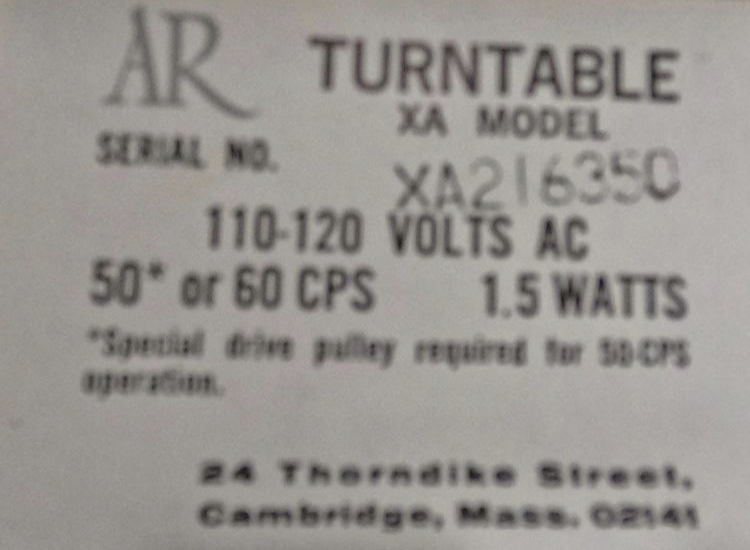 AR TURNTABLE
XA MODEL
SERIAL NO.
XA216350
110-120 VOLTS AC
50* or 60 CPS 1.5 WATTS
*Special drive pulley required for 50-CPS
operation.
24 Thorndike Street,
Cambridge, Mass. 02141